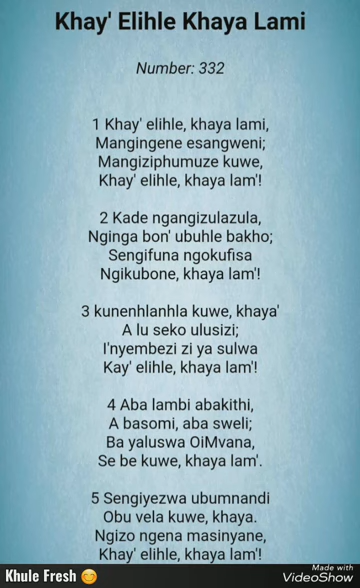 Khay' Elihle Khaya Lami
Number: 332
1 Khay' elihle, khaya lami,
Mangingene esangweni;
Mangiziphumuze kuwe,
Khay' elihle, khaya lam'!
2 Kade ngangizulazula,
Nginga bon' ubuhle bakho;
Sengifuna ngokufisa
Ngikubone, khaya lam'!
3 kunenhlanhla kuwe, khaya'
A lu seko ulusizi;
I'nyembezi zi ya sulwa
Kay' elihle, khaya lam'!
4 Aba lambi abakithi,
A basomi, aba sweli;
Ba yaluswa OiMvana,
Se be kuwe, khaya lam'.
5 Sengiyezwa ubumnandi
Obu vela kuwe, khaya.
Ngizo ngena masinyane,
Khay' elihle, khaya lam'!
Khule Fresh 😊
Made with
VideoShow